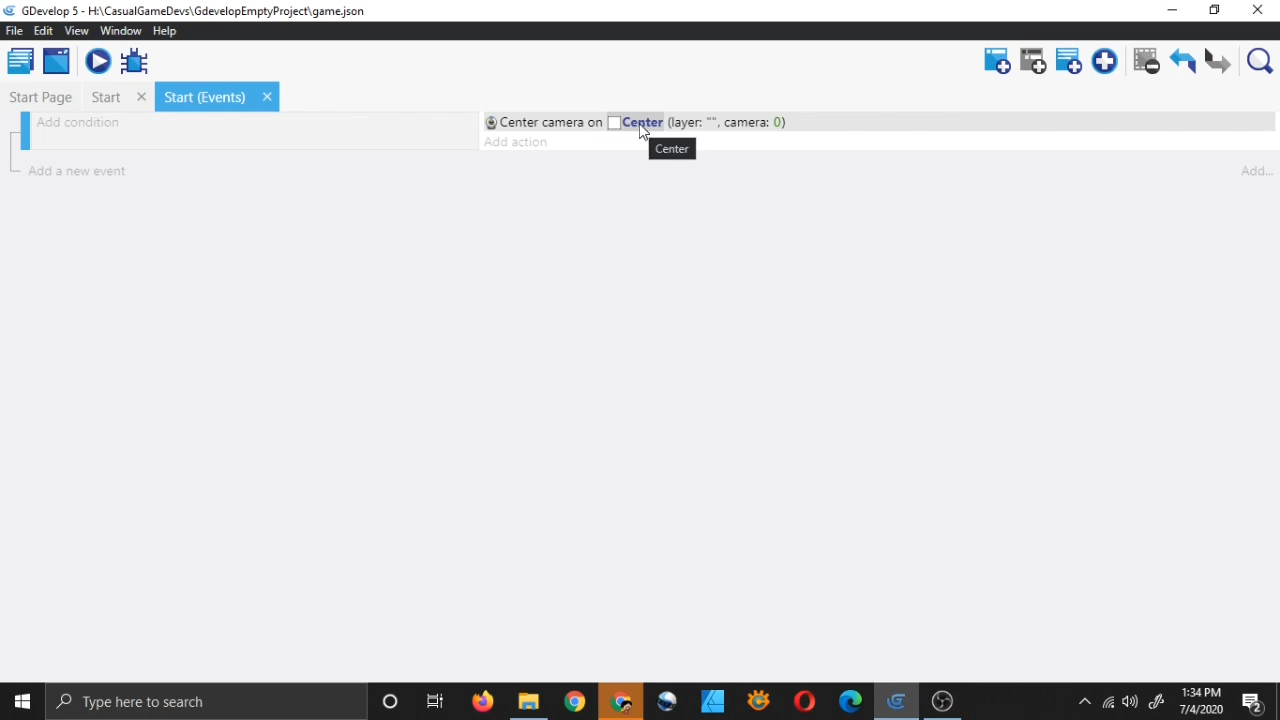 GDevelop 5 - H:\CasualGameDevs\GdevelopEmptyProject\game.json
File Edit View Window Help
Start Page Start Start (Events)
Add condition
Center camera on Center (layer: "", camera: 0)
Add action
Center
Add a new event
Add...
Type here to search
1:34 PM
7/4/2020
2